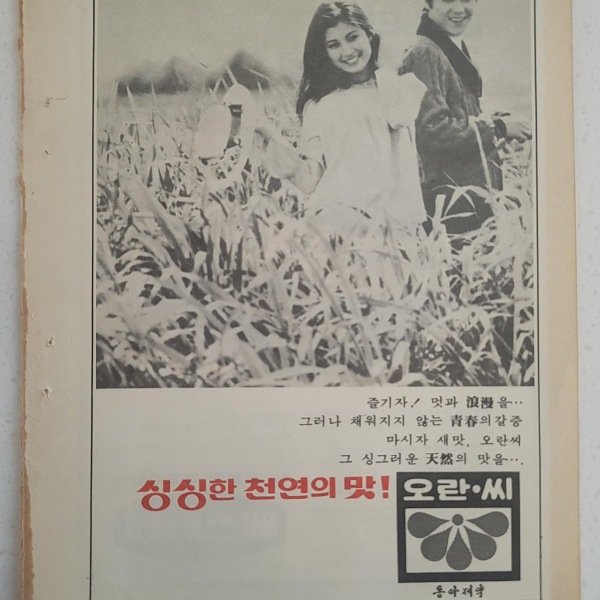 즐기자! 멋과 浪漫을…
그러나 채워지지 않는 靑春의갈증
마시자 새맛, 오란씨
그 싱그러운 天然의 맛을….
싱싱한 천연의 맛!
오란·씨
동아제약